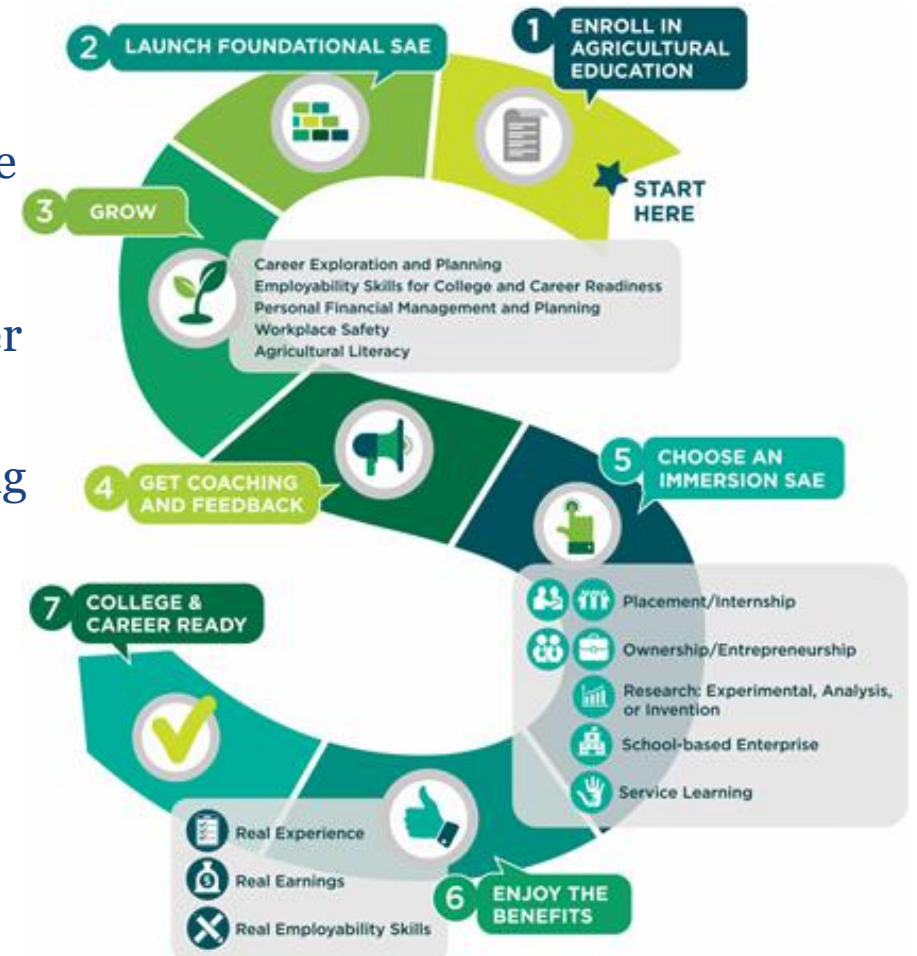 1 ENROLL IN
AGRICULTURAL
EDUCATION
START
HERE
2 LAUNCH FOUNDATIONAL SAE
3 GROW
Career Exploration and Planning
Employability Skills for College and Career Readiness
Personal Financial Management and Planning
Workplace Safety
Agricultural Literacy
4 GET COACHING
AND FEEDBACK
5 CHOOSE AN
IMMERSION SAE
Placement/Internship
Ownership/Entrepreneurship
Research: Experimental, Analysis,
or Invention
School-based Enterprise
Service Learning
6 ENJOY THE
BENEFITS
Real Experience
Real Earnings
Real Employability Skills
7 COLLEGE &
CAREER READY